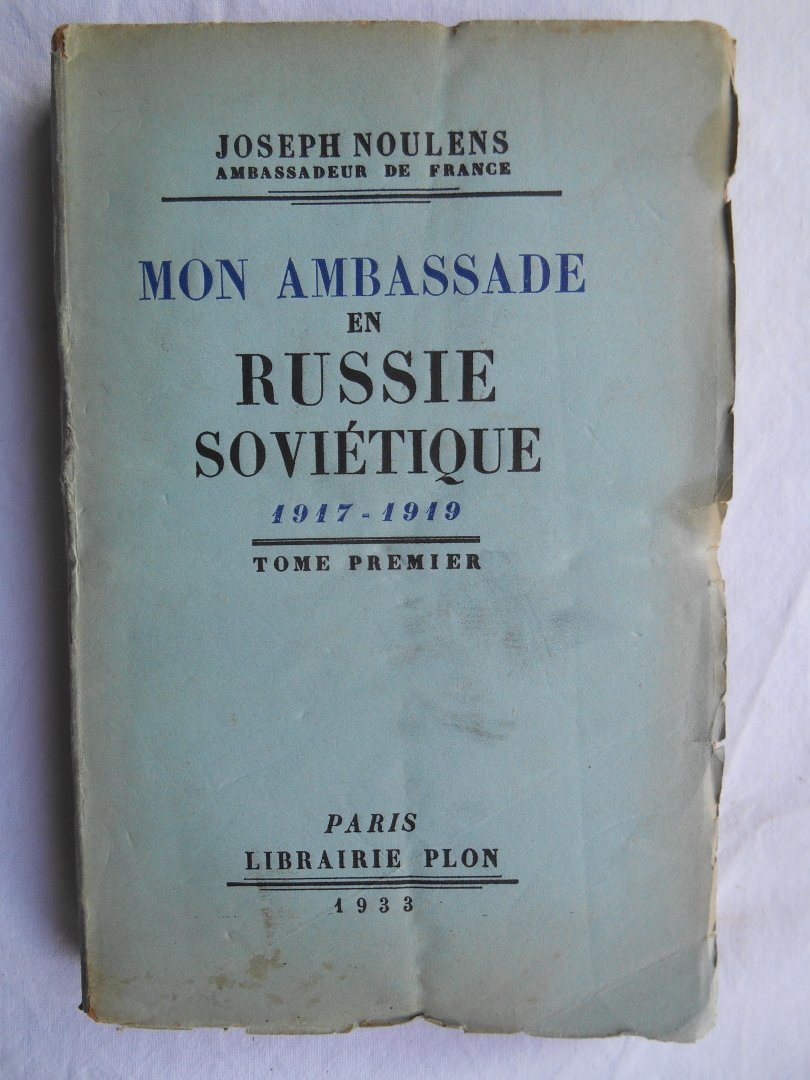 JOSEPH NOULENS
AMBASSADEUR DE FRANCE
MON AMBASSADE
EN
RUSSIE
SOVIÉTIQUE
1917-1919
TOME PREMIER
PARIS
LIBRAIRIE PLON
1933